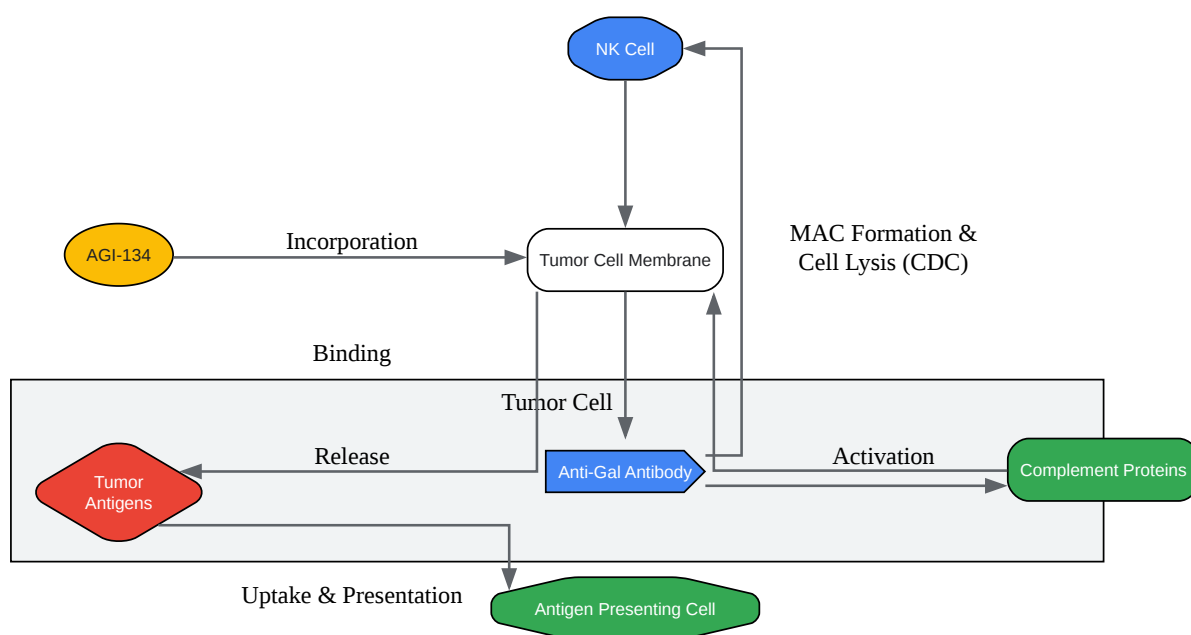 NK Cell
MAC Formation &
Cell Lysis (CDC)
Incorporation
AGI-134
Tumor Cell Membrane
Binding
Tumor Cell
Release
Activation
Tumor
Antigens
Anti-Gal Antibody
Complement Proteins
Uptake & Presentation
Antigen Presenting Cell